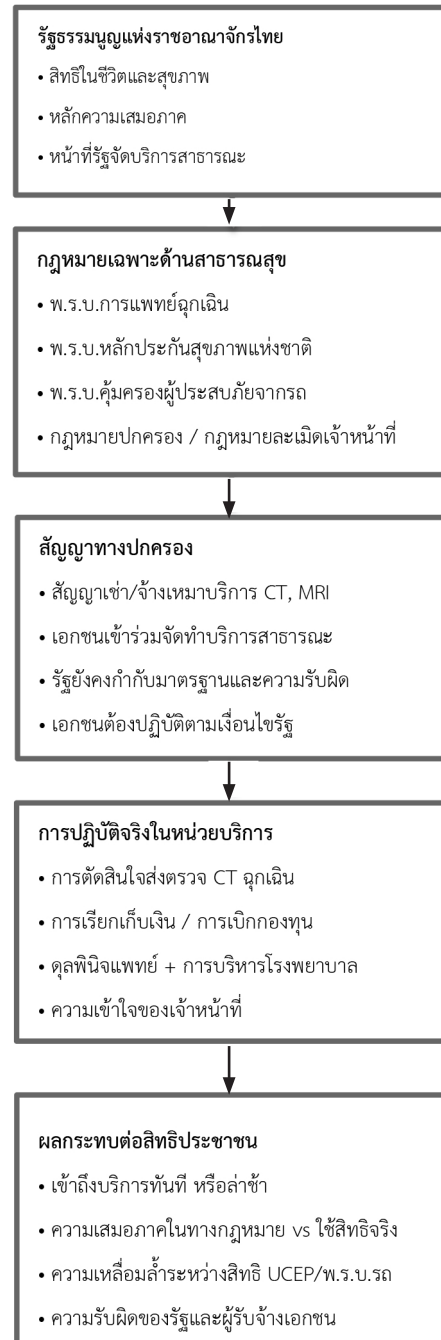 รัฐธรรมนูญแห่งราชอาณาจักรไทย
• สิทธิในชีวิตและสุขภาพ
• หลักความเสมอภาค
• หน้าที่รัฐจัดบริการสาธารณะ
กฎหมายเฉพาะด้านสาธารณสุข
• พ.ร.บ.การแพทย์ฉุกเฉิน
• พ.ร.บ.หลักประกันสุขภาพแห่งชาติ
• พ.ร.บ.คุ้มครองผู้ประสบภัยจากรถ
• กฎหมายปกครอง / กฎหมายละเมิดเจ้าหน้าที่
สัญญาทางปกครอง
• สัญญาเช่า/จ้างเหมาบริการ CT, MRI
• เอกชนเข้าร่วมจัดทำบริการสาธารณะ
• รัฐยังคงกำกับมาตรฐานและความรับผิด
• เอกชนต้องปฏิบัติตามเงื่อนไขรัฐ
การปฏิบัติจริงในหน่วยบริการ
• การตัดสินใจส่งตรวจ CT ฉุกเฉิน
• การเรียกเก็บเงิน / การเบิกกองทุน
• ดุลพินิจแพทย์ + การบริหารโรงพยาบาล
• ความเข้าใจของเจ้าหน้าที่
ผลกระทบต่อสิทธิประชาชน
• เข้าถึงบริการทันที หรือล่าช้า
• ความเสมอภาคในทางกฎหมาย vs ใช้สิทธิจริง
• ความเหลื่อมล้ำระหว่างสิทธิ UCEP/พ.ร.บ.รถ
• ความรับผิดของรัฐและผู้รับจ้างเอกชน